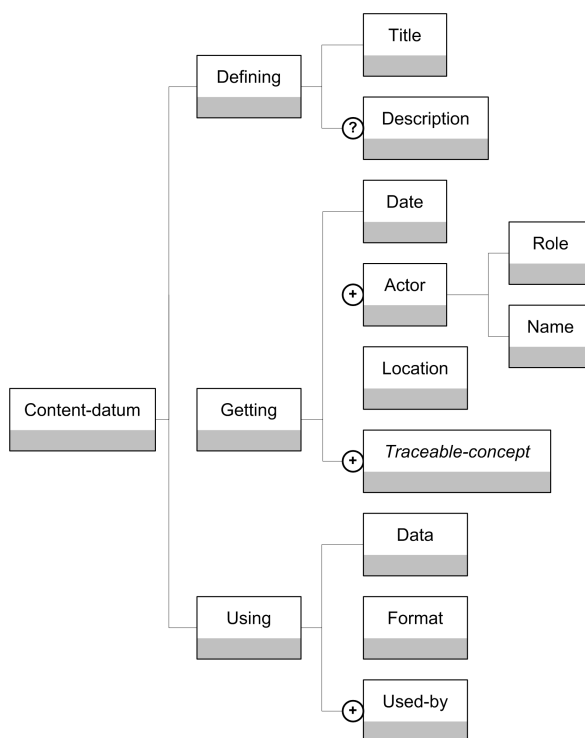 Title
Defining
? Description
Date
Role
+ Actor
Name
Location
Content-datum
Getting
+ Traceable-concept
Data
Using
Format
+ Used-by